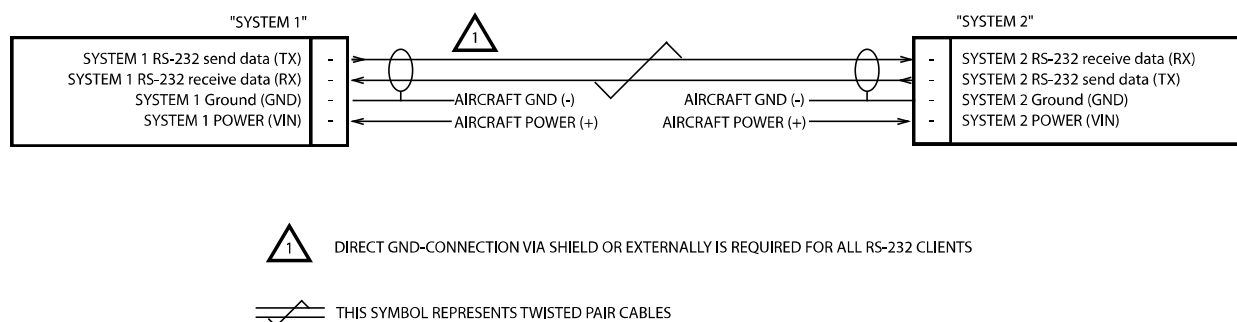 "SYSTEM 1"
"SYSTEM 2"
1
SYSTEM 1 RS-232 send data (TX) - - SYSTEM 2 RS-232 receive data (RX)
SYSTEM 1 RS-232 receive data (RX) - - SYSTEM 2 RS-232 send data (TX)
SYSTEM 1 Ground (GND) - AIRCRAFT GND (-) AIRCRAFT GND (-) - SYSTEM 2 Ground (GND)
SYSTEM 1 POWER (VIN) - AIRCRAFT POWER (+) AIRCRAFT POWER (+) - SYSTEM 2 POWER (VIN)
1 DIRECT GND-CONNECTION VIA SHIELD OR EXTERNALLY IS REQUIRED FOR ALL RS-232 CLIENTS
THIS SYMBOL REPRESENTS TWISTED PAIR CABLES